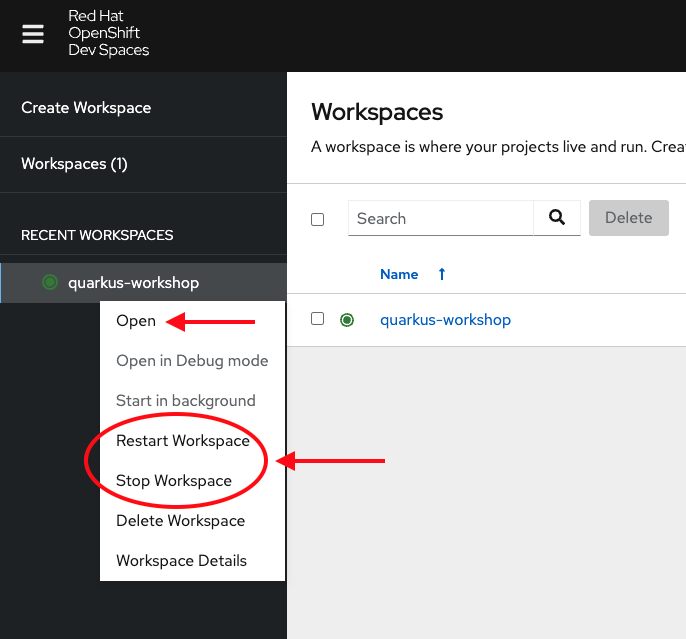 Red Hat
OpenShift
Dev Spaces
Create Workspace
Workspaces (1)
RECENT WORKSPACES
quarkus-workshop
Open
Open in Debug mode
Start in background
Restart Workspace
Stop Workspace
Delete Workspace
Workspace Details
Workspaces
A workspace is where your projects live and run. Crea
Search
Delete
Name
quarkus-workshop